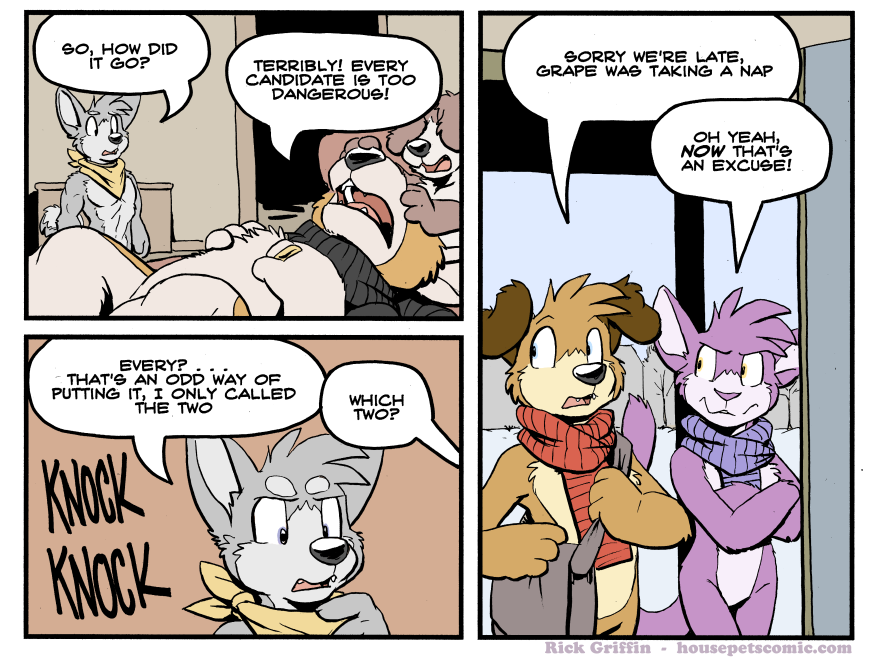 SO, HOW DID
IT GO?
TERRIBLY! EVERY
CANDIDATE IS TOO
DANGEROUS!
EVERY? . . .
THAT'S AN ODD WAY OF
PUTTING IT, I ONLY CALLED
THE TWO
WHICH
TWO?
KNOCK
KNOCK
SORRY WE'RE LATE,
GRAPE WAS TAKING A NAP
OH YEAH,
NOW THAT'S
AN EXCUSE!
Rick Griffin - housepetscomic.com